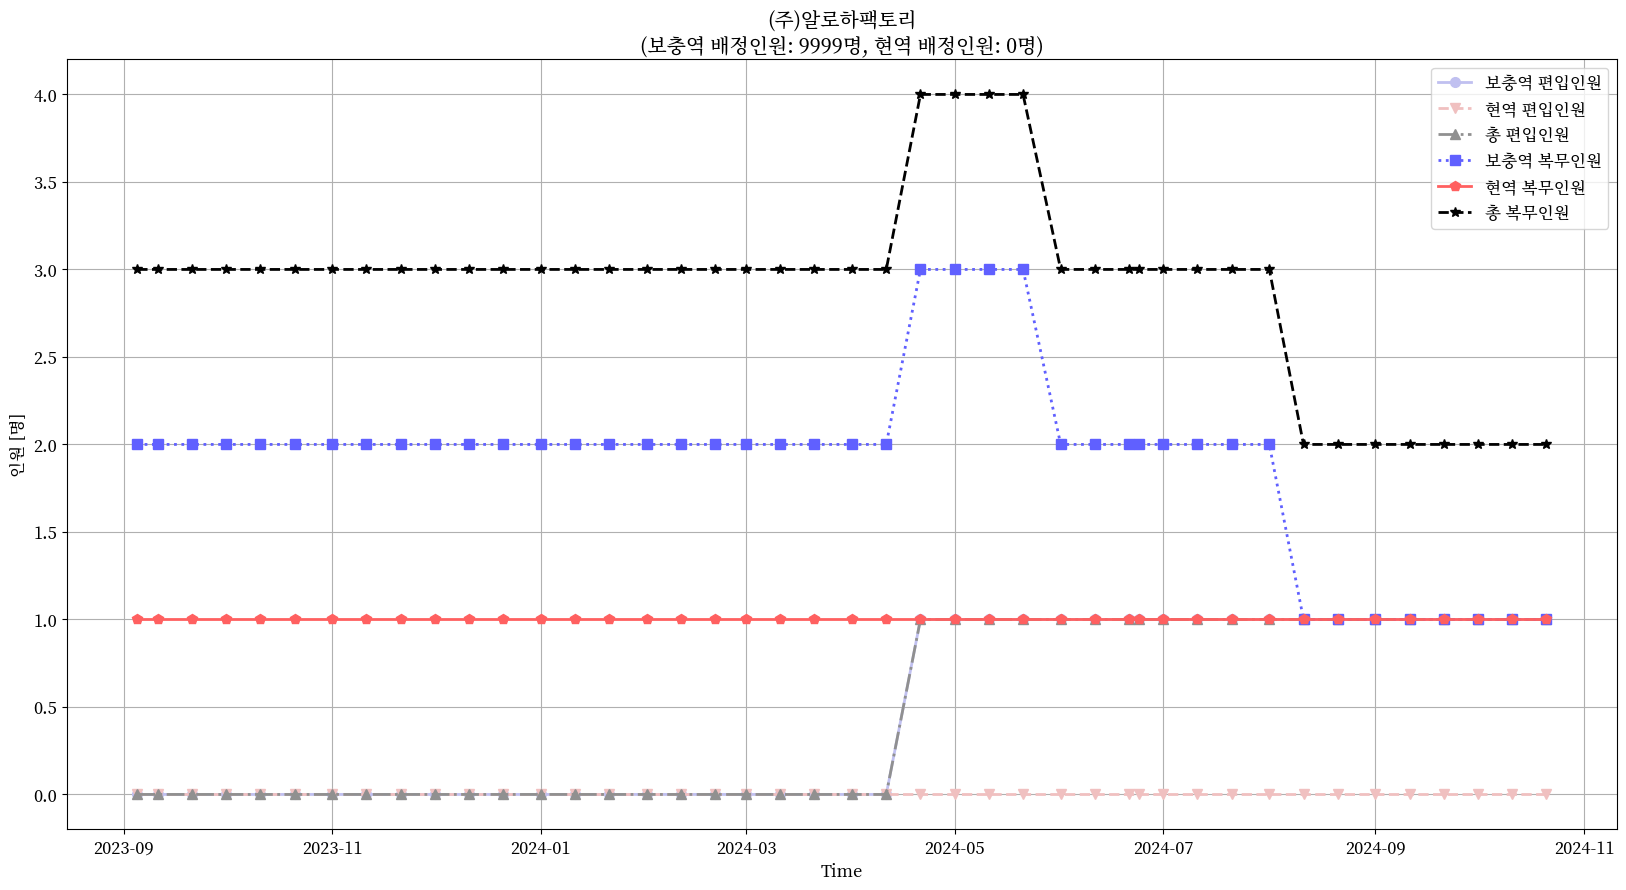 (주)알로하팩토리
(보충역 배정인원: 9999명, 현역 배정인원: 0명)
보충역 편입인원
현역 편입인원
총 편입인원
보충역 복무인원
현역 복무인원
총 복무인원
인원 [명]
4.0
3.5
3.0
2.5
2.0
1.5
1.0
0.5
0.0
2023-09
2023-11
2024-01
2024-03
2024-05
2024-07
2024-09
2024-11
Time